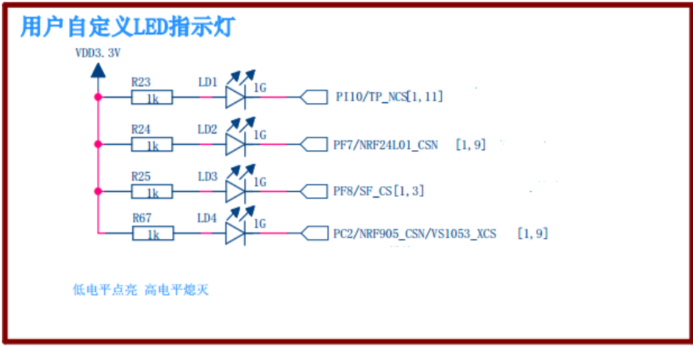 用户自定义LED指示灯
VDD3.3V
R23 LD1
1k 1G PI10/TP_NCS[1,11]
R24 LD2
1k 1G PF7/NRF24L01_CSN [1,9]
R25 LD3
1k 1G PF8/SF_CS[1,3]
R67 LD4
1k 1G PC2/NRF905_CSN/VS1053_XCS [1,9]
低电平点亮 高电平熄灭